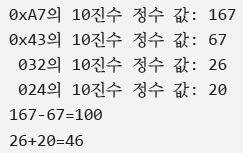 0xA7의 10진수 정수 값: 167
0x43의 10진수 정수 값: 67
 032의 10진수 정수 값: 26
 024의 10진수 정수 값: 20
167-67=100
26+20=46